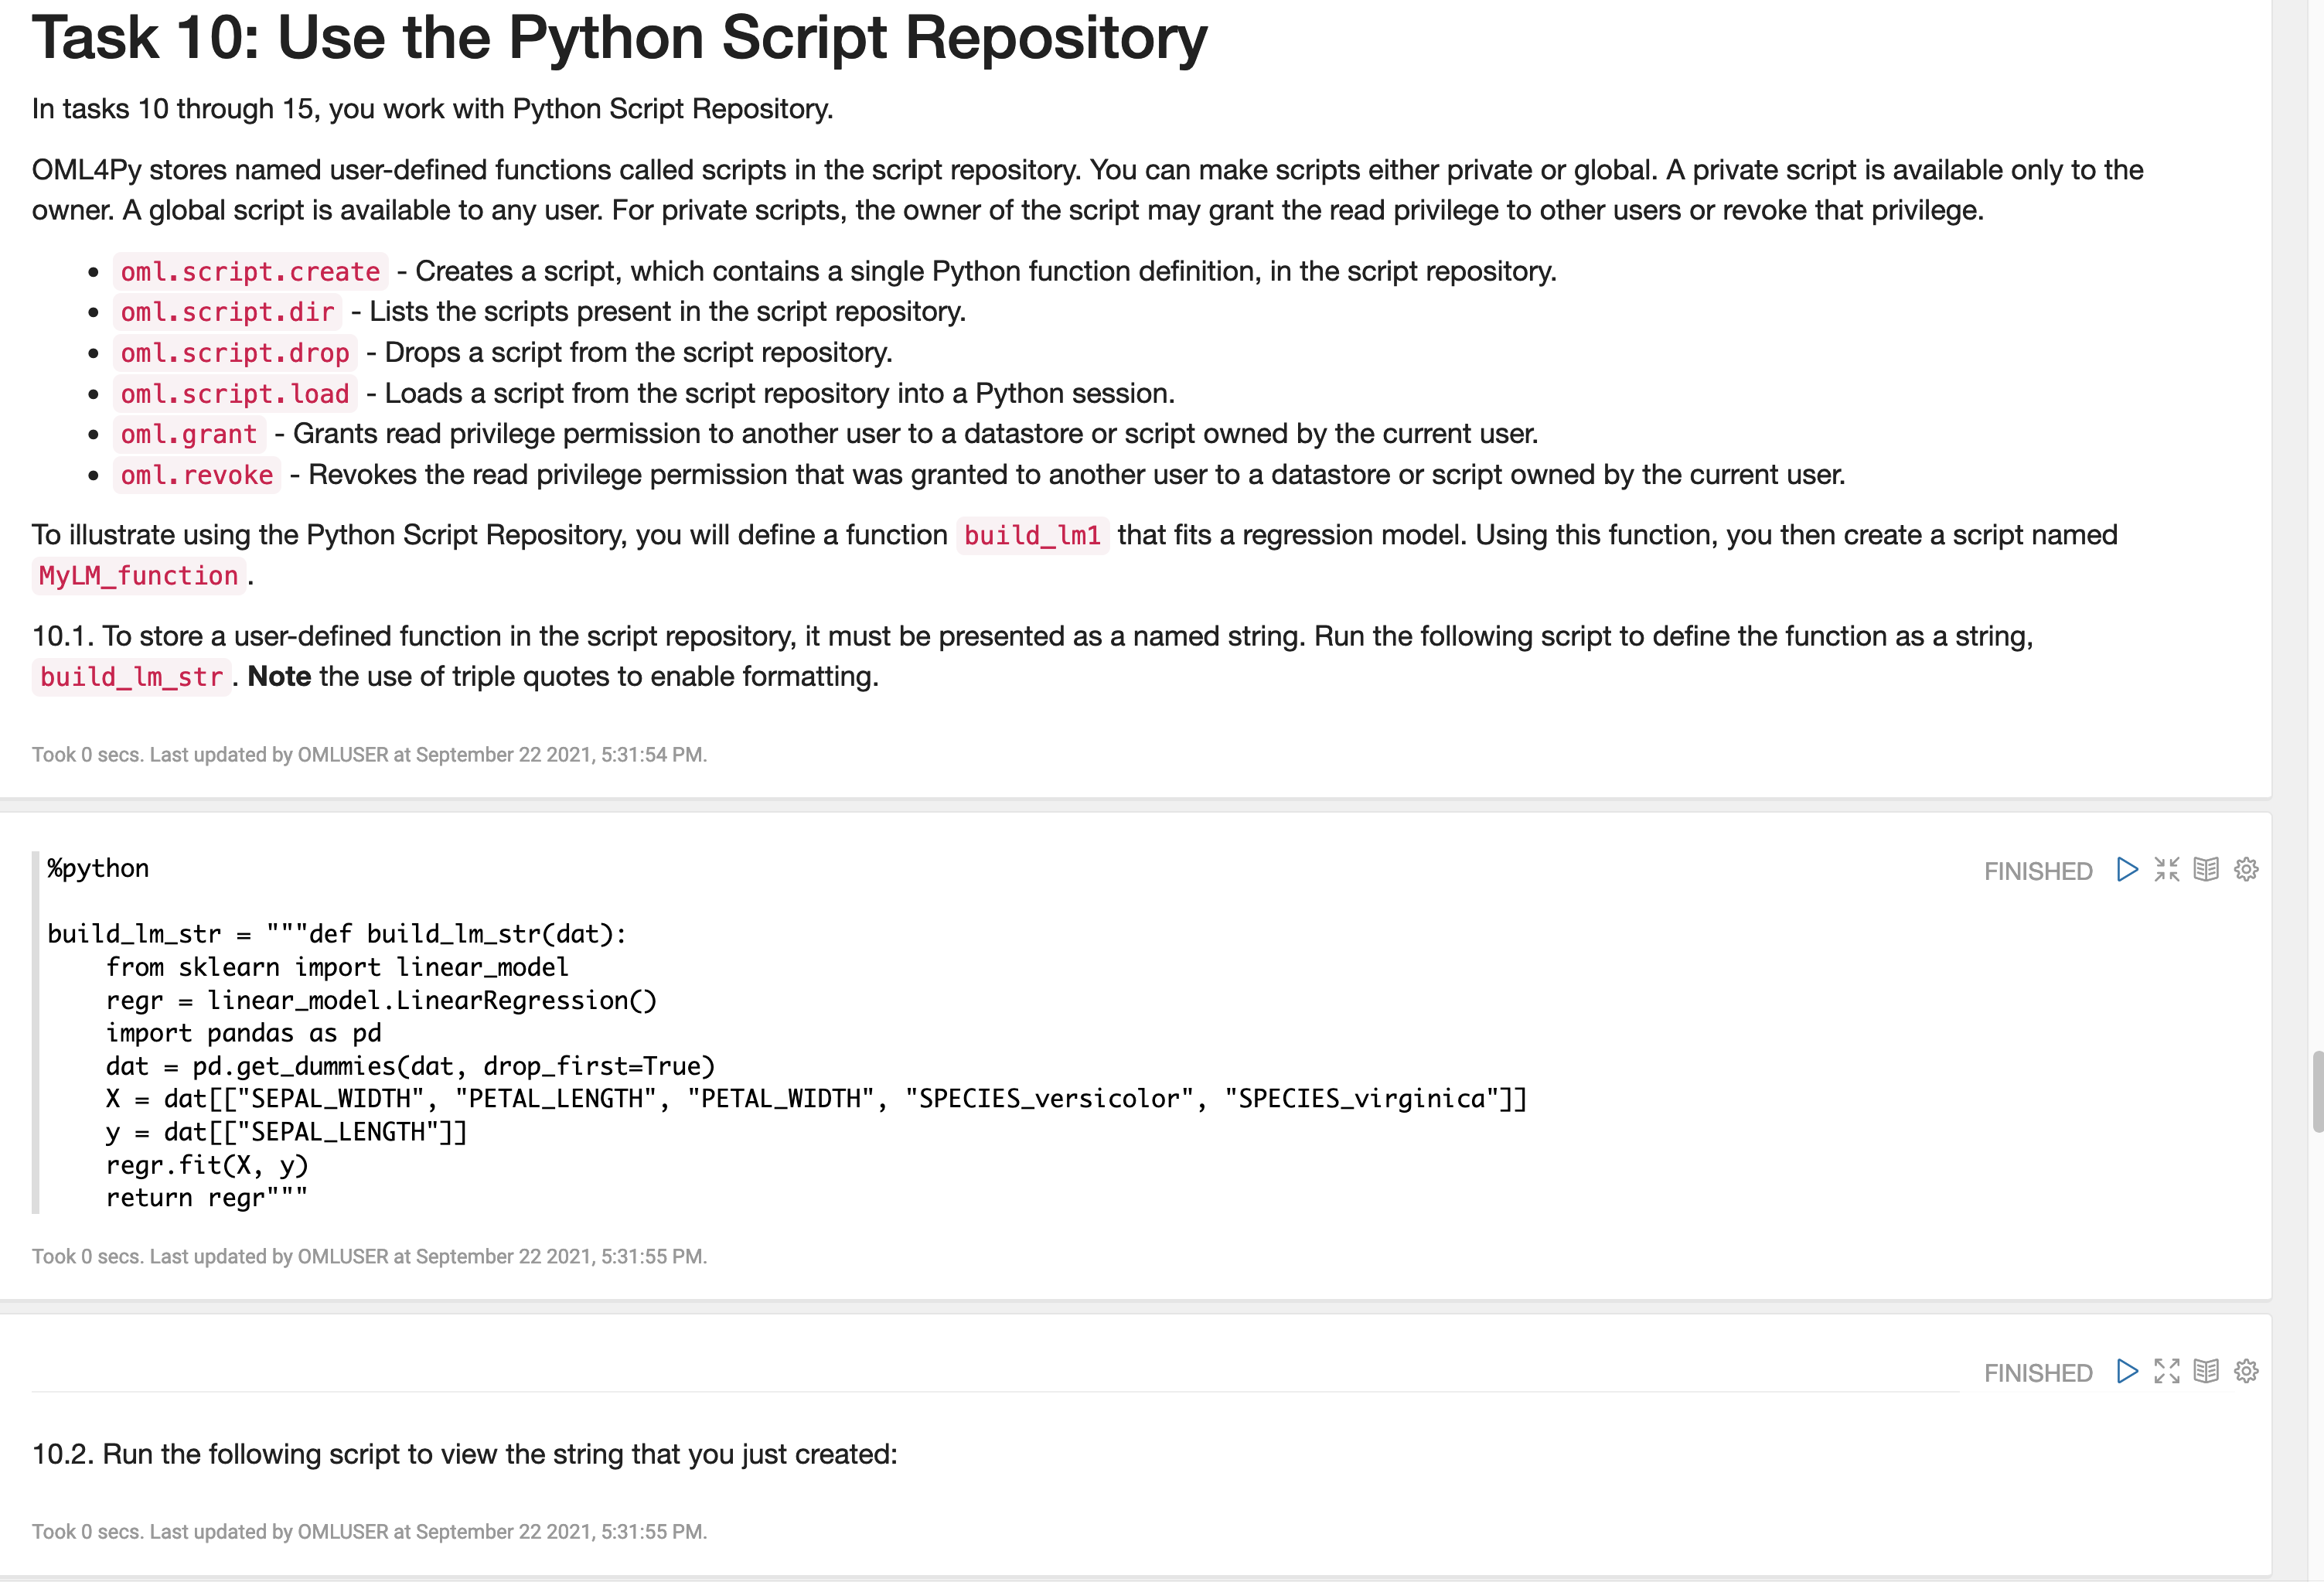 Task 10: Use the Python Script Repository
In tasks 10 through 15, you work with Python Script Repository.
OML4Py stores named user-defined functions called scripts in the script repository. You can make scripts either private or global. A private script is available only to the
owner. A global script is available to any user. For private scripts, the owner of the script may grant the read privilege to other users or revoke that privilege.
• oml.script.create - Creates a script, which contains a single Python function definition, in the script repository.
• oml.script.dir - Lists the scripts present in the script repository.
• oml.script.drop - Drops a script from the script repository.
• oml.script.load - Loads a script from the script repository into a Python session.
• oml.grant - Grants read privilege permission to another user to a datastore or script owned by the current user.
• oml.revoke - Revokes the read privilege permission that was granted to another user to a datastore or script owned by the current user.
To illustrate using the Python Script Repository, you will define a function build_lm1 that fits a regression model. Using this function, you then create a script named
MyLM_function.
10.1. To store a user-defined function in the script repository, it must be presented as a named string. Run the following script to define the function as a string,
build_lm_str. Note the use of triple quotes to enable formatting.
Took 0 secs. Last updated by OMLUSER at September 22 2021, 5:31:54 PM.
FINISHED
%python
build_lm_str = """def build_lm_str(dat):
    from sklearn import linear_model
    regr = linear_model.LinearRegression()
    import pandas as pd
    dat = pd.get_dummies(dat, drop_first=True)
    X = dat[["SEPAL_WIDTH", "PETAL_LENGTH", "PETAL_WIDTH", "SPECIES_versicolor", "SPECIES_virginica"]]
    y = dat[["SEPAL_LENGTH"]]
    regr.fit(X, y)
    return regr"""
Took 0 secs. Last updated by OMLUSER at September 22 2021, 5:31:55 PM.
FINISHED
10.2. Run the following script to view the string that you just created:
Took 0 secs. Last updated by OMLUSER at September 22 2021, 5:31:55 PM.